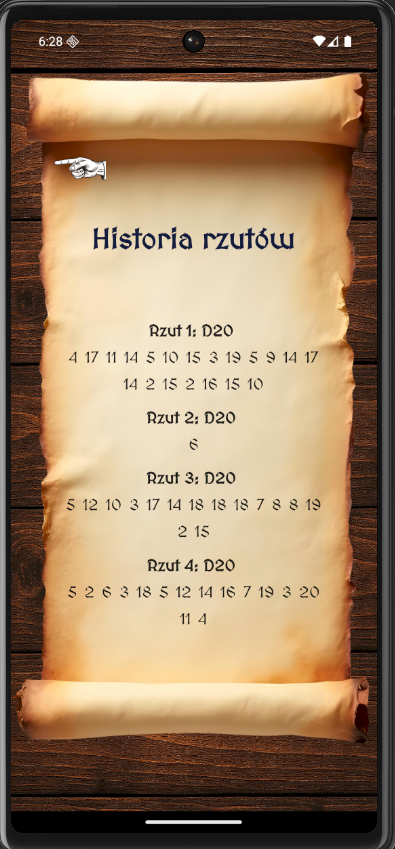 6:28
Historia rzutów
Rzut 1: D20
4 17 11 14 5 10 15 3 19 5 9 14 17
14 2 15 2 16 15 10
Rzut 2: D20
6
Rzut 3: D20
5 12 10 3 17 14 18 18 18 7 8 8 19
2 15
Rzut 4: D20
5 2 6 3 18 5 12 14 16 7 19 3 20
11 4